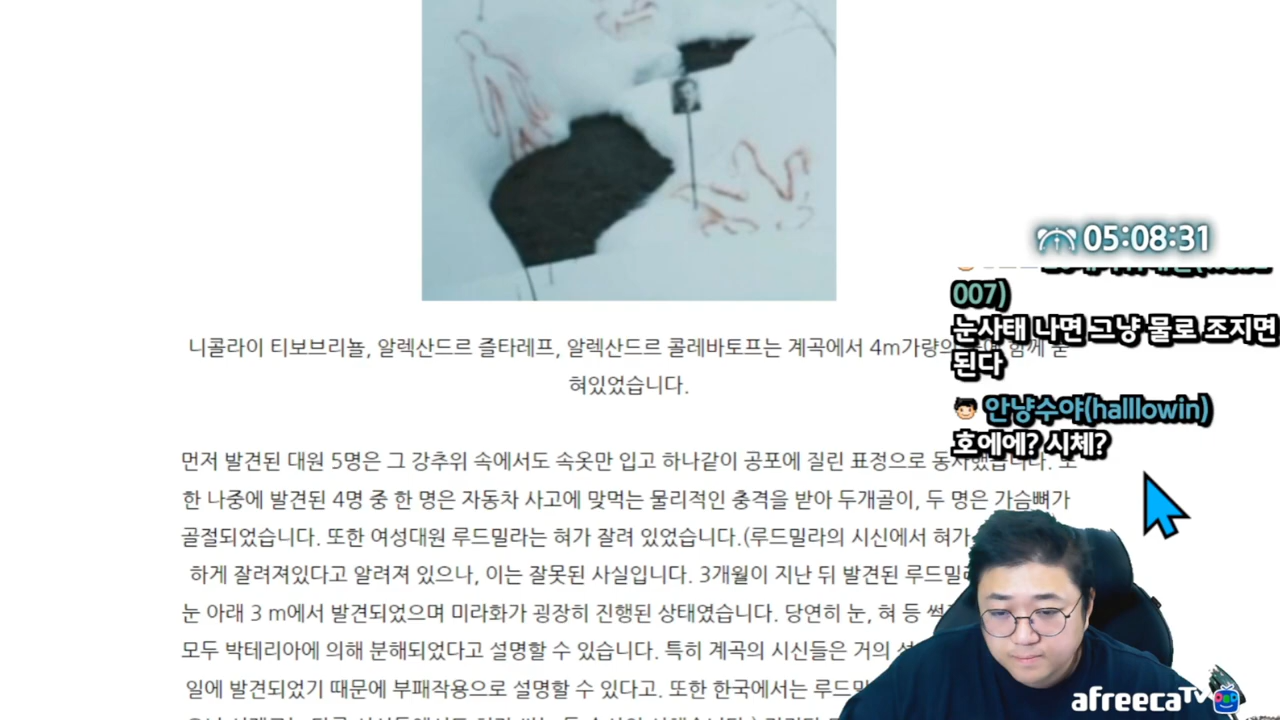 05:08:31
007)
눈사태 나면 그냥 물로 조지면
된다
안냥수야(halllowin)
호에에? 시체?
니콜라이 티보브리뇰, 알렉산드르 즐타레프, 알렉산드르 콜레바토프는 계곡에서 4m가량의 함께 묻
혀있었습니다.
먼저 발견된 대원 5명은 그 강추위 속에서도 속옷만 입고 하나같이 공포에 질린 표정으로 동사했습니다. 또
한 나중에 발견된 4명 중 한 명은 자동차 사고에 맞먹는 물리적인 충격을 받아 두개골이, 두 명은 가슴뼈가
골절되었습니다. 또한 여성대원 루드밀라는 혀가 잘려 있었습니다.(루드밀라의 시신에서 혀가
하게 잘려져있다고 알려져 있으나, 이는 잘못된 사실입니다. 3개월이 지난 뒤 발견된
눈 아래 3 m에서 발견되었으며 미라화가 굉장히 진행된 상태였습니다. 당연히 눈, 혀 등
모두 박테리아에 의해 분해되었다고 설명할 수 있습니다. 특히 계곡의 시신들은 거의
일에 발견되었기 때문에 부패작용으로 설명할 수 있다고. 또한 한국에서는
afreecaTV